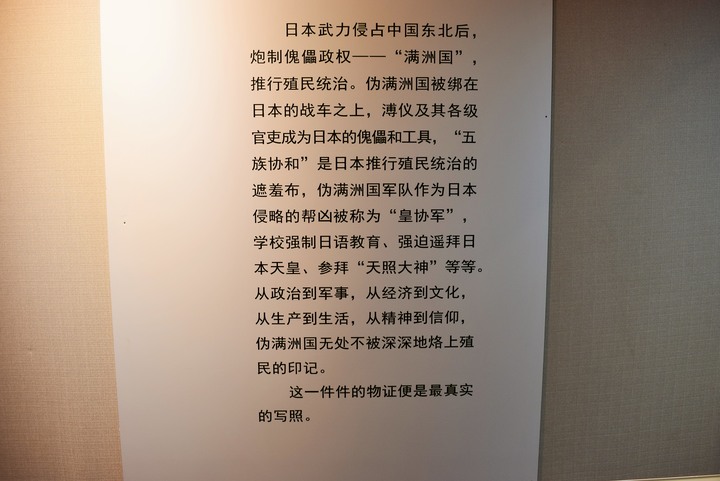 日本武力侵占中国东北后，
炮制傀儡政权——“满洲国”，
推行殖民统治。伪满洲国被绑在
日本的战车之上，溥仪及其各级
官吏成为日本的傀儡和工具，“五
族协和”是日本推行殖民统治的
遮羞布，伪满洲国军队作为日本
侵略的帮凶被称为“皇协军”，
学校强制日语教育、强迫遥拜日
本天皇、参拜“天照大神”等等。
从政治到军事，从经济到文化，
从生产到生活，从精神到信仰，
伪满洲国无处不被深深地烙上殖
民的印记。
这一件件的物证便是最真实
的写照。